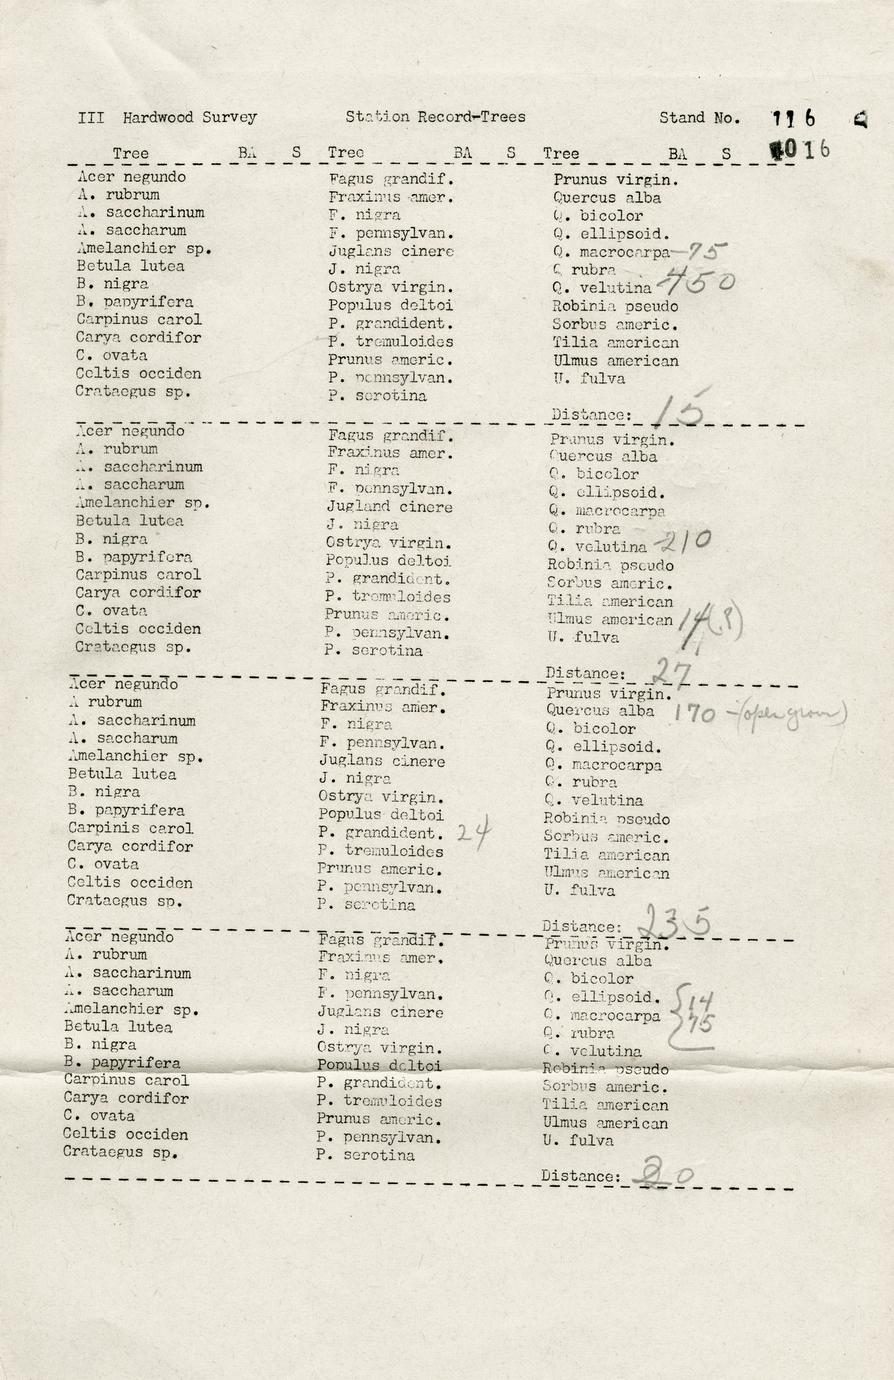 III Hardwood Survey Station Record-Trees Stand No. 116
1016
Tree BA S Tree BA S Tree BA S
Acer negundo Fagus grandif. Prunus virgin.
A. rubrum Fraxinus amer. Quercus alba
A. saccharinum F. nigra Q. bicolor
A. saccharum F. pennsylvan. Q. ellipsoid.
Amelanchier sp. Juglans cinere Q. macrocarpa 75
Betula lutea J. nigra Q rubra
B. nigra Ostrya virgin. Q. velutina 450
B. papyrifera Populus deltoi Robinia pseudo
Carpinus carol P. grandident. Sorbus americ.
Carya cordifor P. tremuloides Tilia american
C. ovata Prunus americ. Ulmus american
Celtis occiden P. pennsylvan. U. fulva
Crataegus sp. P. serotina
Distance: 15
Acer negundo Fagus grandif. Prunus virgin.
A. rubrum Fraxinus amer. Quercus alba
A. saccharinum F. nigra Q. bicolor
A. saccharum F. pennsylvan. Q. ellipsoid.
Amelanchier sp. Jugland cinere Q. macrocarpa
Betula lutea J. nigra Q. rubra
B. nigra Ostrya virgin. Q. velutina 210
B. papyrifera Populus deltoi Robinia pseudo
Carpinus carol P. grandident. Sorbus americ.
Carya cordifor P. tremuloides Tilia american
C. ovata Prunus americ. Ulmus american 14
Celtis occiden P. pennsylvan. U. fulva
Crataegus sp. P. serotina
Distance: 27
Acer negundo Fagus grandif. Prunus virgin.
A rubrum Fraxinus amer. Quercus alba 170 -(open grown)
A. saccharinum F. nigra Q. bicolor
A. saccharum F. pennsylvan. Q. ellipsoid.
Amelanchier sp. Juglans cinere Q. macrocarpa
Betula lutea J. nigra Q. rubra
B. nigra Ostrya virgin. Q. velutina
B. papyrifera Populus deltoi Robinia pseudo
Carpinis carol P. grandident. 24 Sorbus americ.
Carya cordifor P. tremuloides Tilia american
C. ovata Prunus americ. Ulmus american
Celtis occiden P. pennsylvan. U. fulva
Crataegus sp. P. serotina
Distance: 235
Acer negundo Fagus grandif. Prunus virgin.
A. rubrum Fraxinus amer. Quercus alba
A. saccharinum F. nigra Q. bicolor
A. saccharum F. pennsylvan. Q. ellipsoid. 14
Amelanchier sp. Juglans cinere Q. macrocarpa 75
Betula lutea J. nigra Q. rubra
B. nigra Ostrya virgin. Q. velutina
B. papyrifera Populus deltoi Robinia pseudo
Carpinus carol P. grandident. Sorbus americ.
Carya cordifor P. tremuloides Tilia american
C. ovata Prunus americ. Ulmus american
Celtis occiden P. pennsylvan. U. fulva
Crataegus sp. P. serotina
Distance: 20